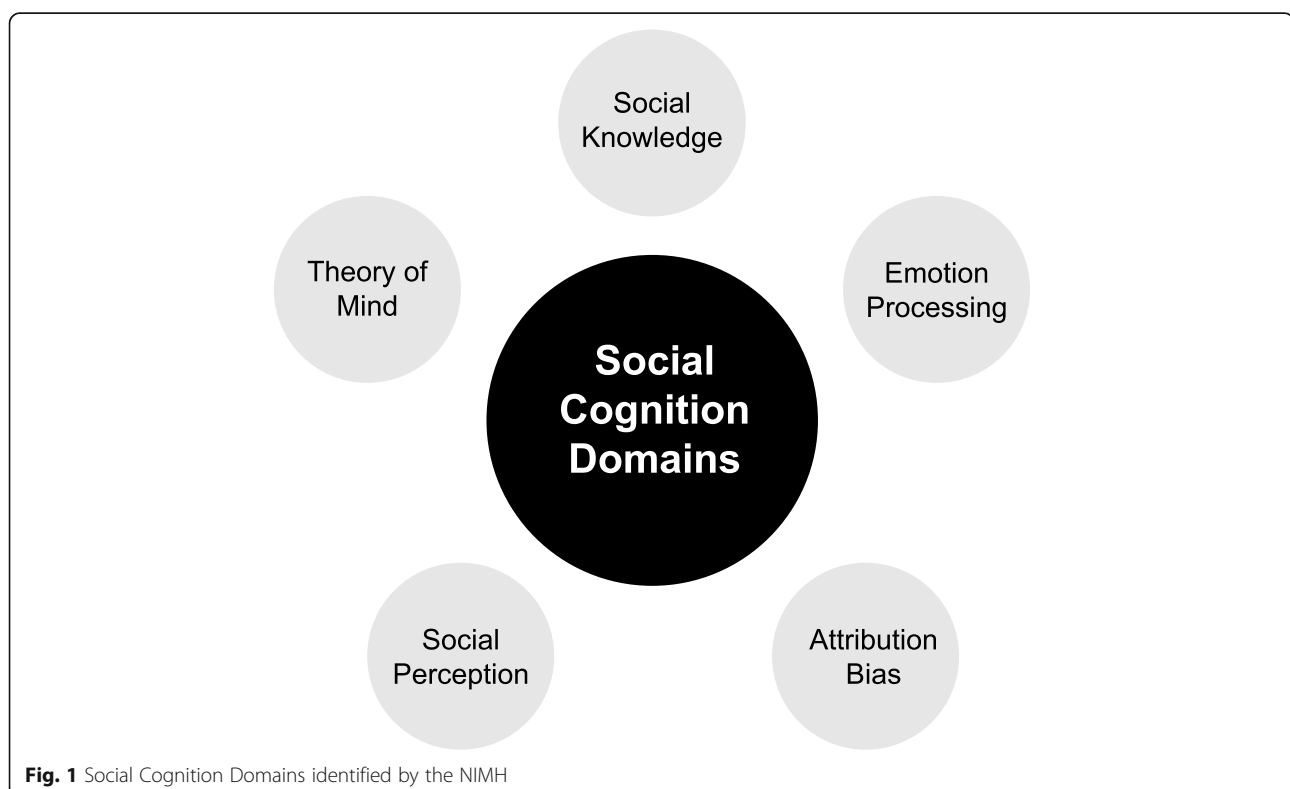 Social
Knowledge
Theory of
Mind
Emotion
Processing
Social
Cognition
Domains
Social
Perception
Attribution
Bias
Fig. 1 Social Cognition Domains identified by the NIMH